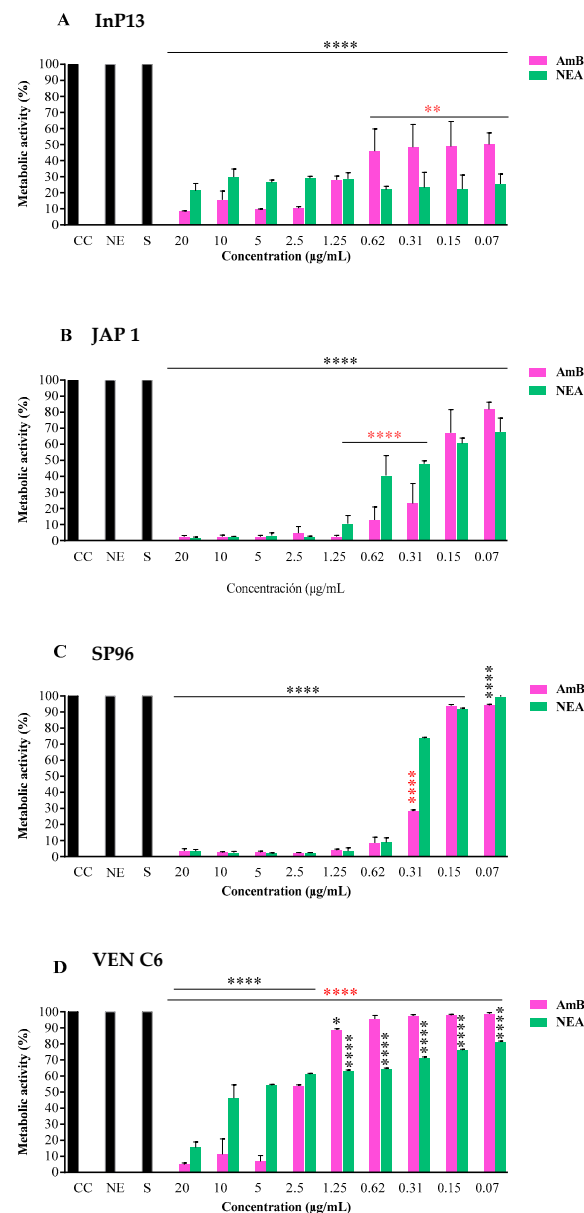 A InP13
****
AmB
NEA
**
Metabolic activity (%)
100
90
80
70
60
50
40
30
20
10
0
CC NE S 20 10 5 2.5 1.25 0.62 0.31 0.15 0.07
Concentration (µg/mL)
B JAP 1
****
AmB
NEA
****
Metabolic activity (%)
100
90
80
70
60
50
40
30
20
10
0
CC NE S 20 10 5 2.5 1.25 0.62 0.31 0.15 0.07
Concentración (µg/mL
C SP96
****
****
AmB
NEA
****
Metabolic activity (%)
100
90
80
70
60
50
40
30
20
10
0
CC NE S 20 10 5 2.5 1.25 0.62 0.31 0.15 0.07
Concentration (µg/mL)
D VEN C6
****
****
AmB
NEA
*
****
****
****
****
****
Metabolic activity (%)
100
90
80
70
60
50
40
30
20
10
0
CC NE S 20 10 5 2.5 1.25 0.62 0.31 0.15 0.07
Concentration (µg/mL)